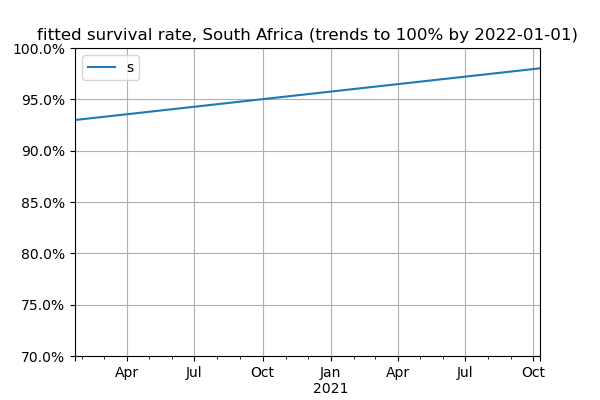 fitted survival rate, South Africa (trends to 100% by 2022-01-01)
100.0%
s
95.0%
90.0%
85.0%
80.0%
75.0%
70.0%
Apr Jul Oct Jan Apr Jul Oct
2021